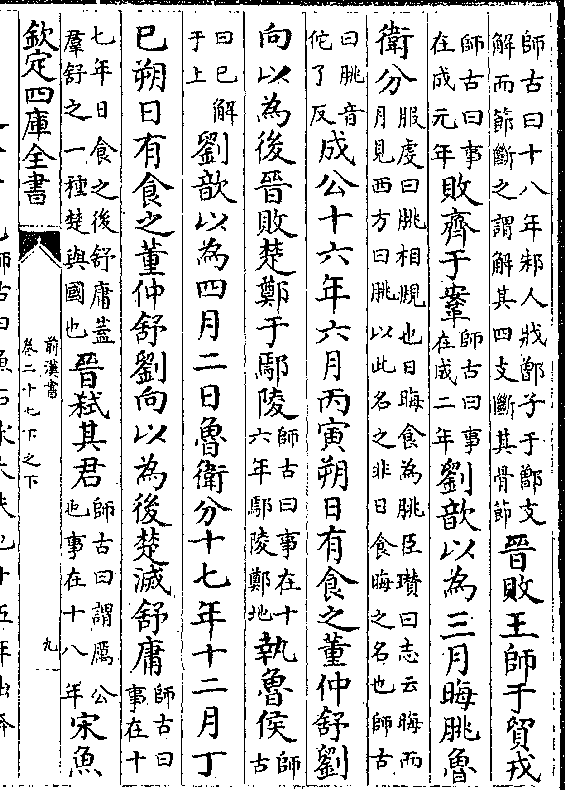 師古曰十八年邾人戕鄫子于鄫支解而節斷之謂解其四支斷其骨節晉敗王師于貿戎
師古曰事在成元年敗齊于鞌師古曰事在成二年劉歆以為三月晦朓魯
衛分服虔曰朓相覜也日晦食為朓臣瓉曰志云晦而月見西方曰朓以此名之非日食晦之名也師古
曰朓音佗了反成公十六年六月丙寅朔日有食之董仲舒劉
向以為後晉敗楚鄭于鄢陵師古曰事在十六年鄢陵鄭地執魯侯師古
曰已解于上劉歆以為四月二日魯衛分十七年十二月丁
巳朔日有食之董仲舒劉向以為後楚滅舒庸師古曰事在十
七年日食之後舒庸蓋羣舒之一種楚與國也晉弒其君師古曰謂厲公也事在十八年宋魚
欽定四庫全書
前漢書
卷二十七下之下
九